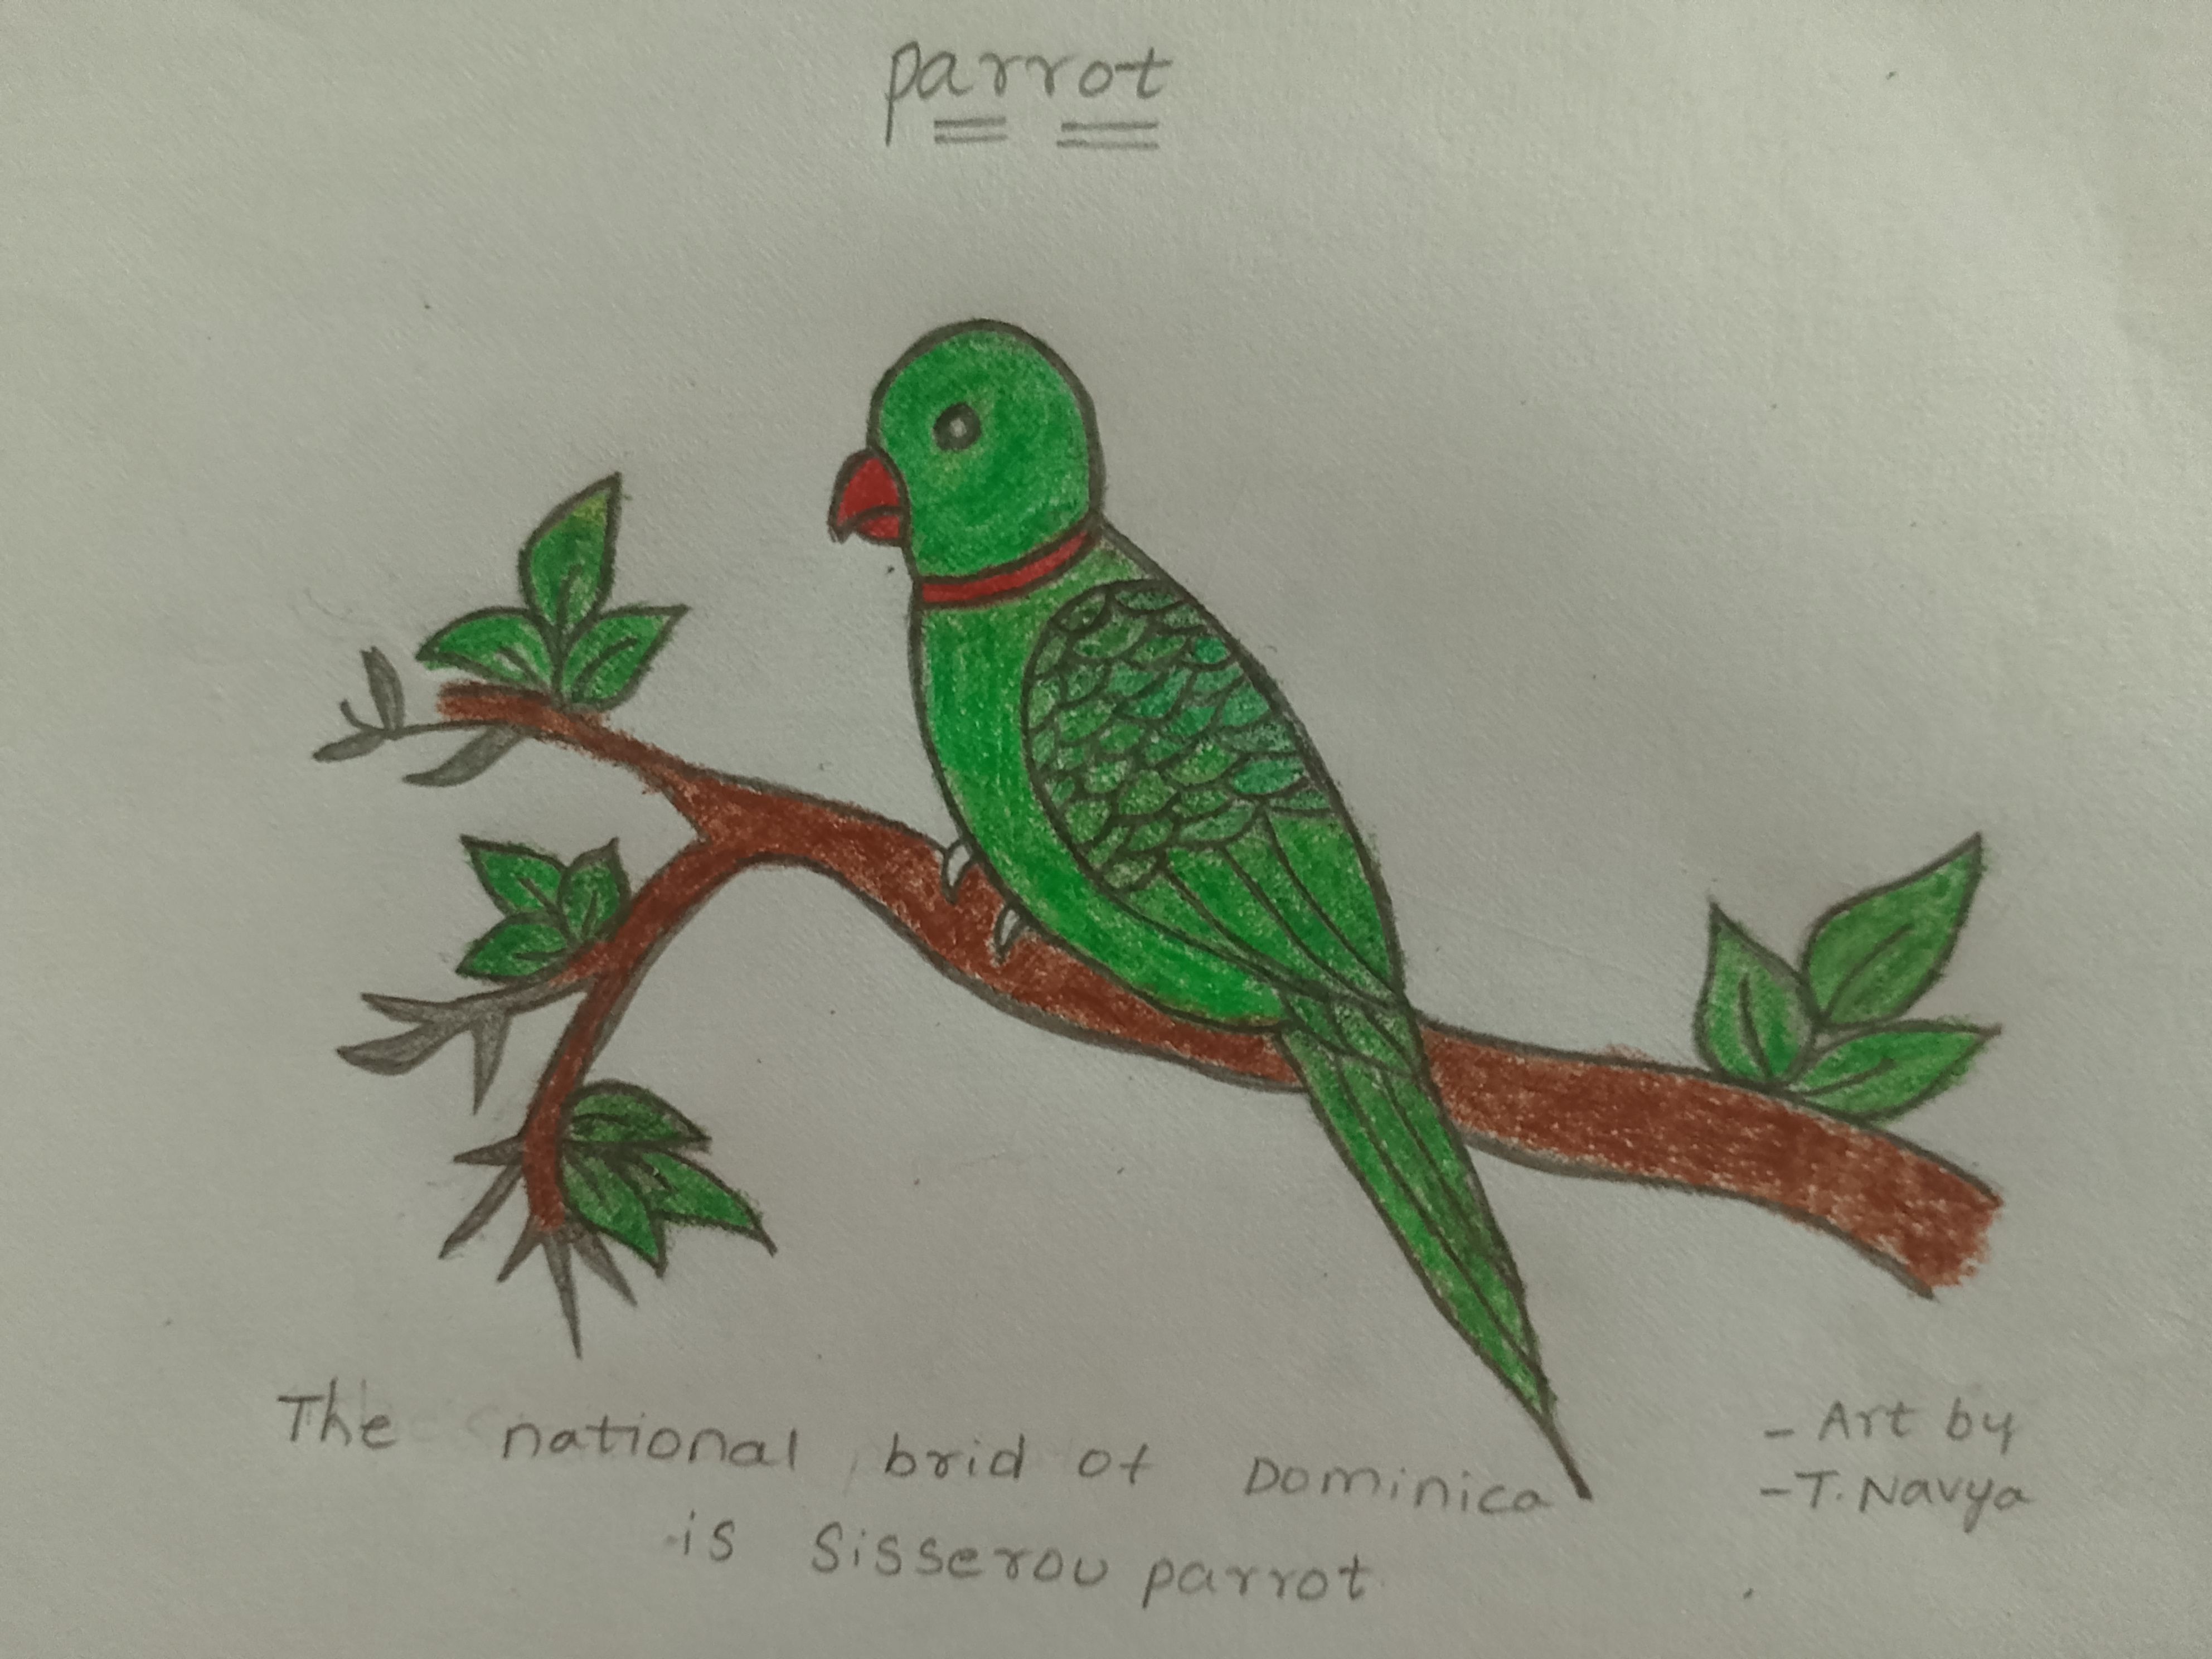 parrot
The national brid of Dominica
is Sisserou parrot
- Art by
- T. Navya